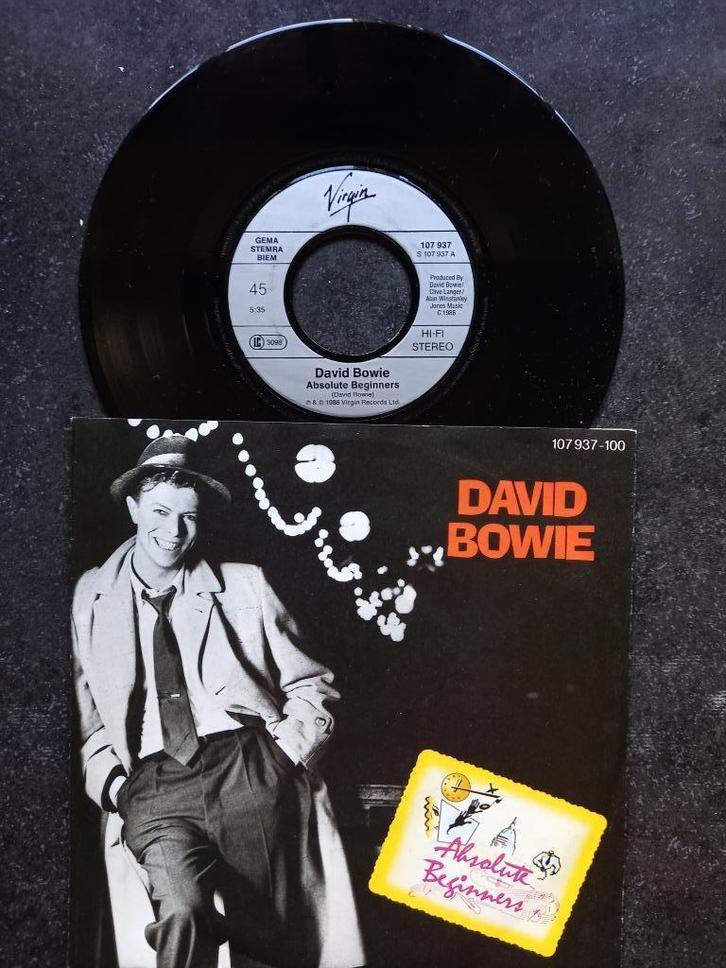 Virgin
GEMA
STEMRA
BIEM
107 937
S 107 937 A
45
5:35
LC 3098
Produced By
David Bowie/
Clive Langer/
Alan Winstanley
Jones Music
C 1986
HI-FI
STEREO
David Bowie
Absolute Beginners
(David Bowie)
℗ & © 1986 Virgin Records Ltd.
107 937-100
DAVID
BOWIE
Absolute
Beginners